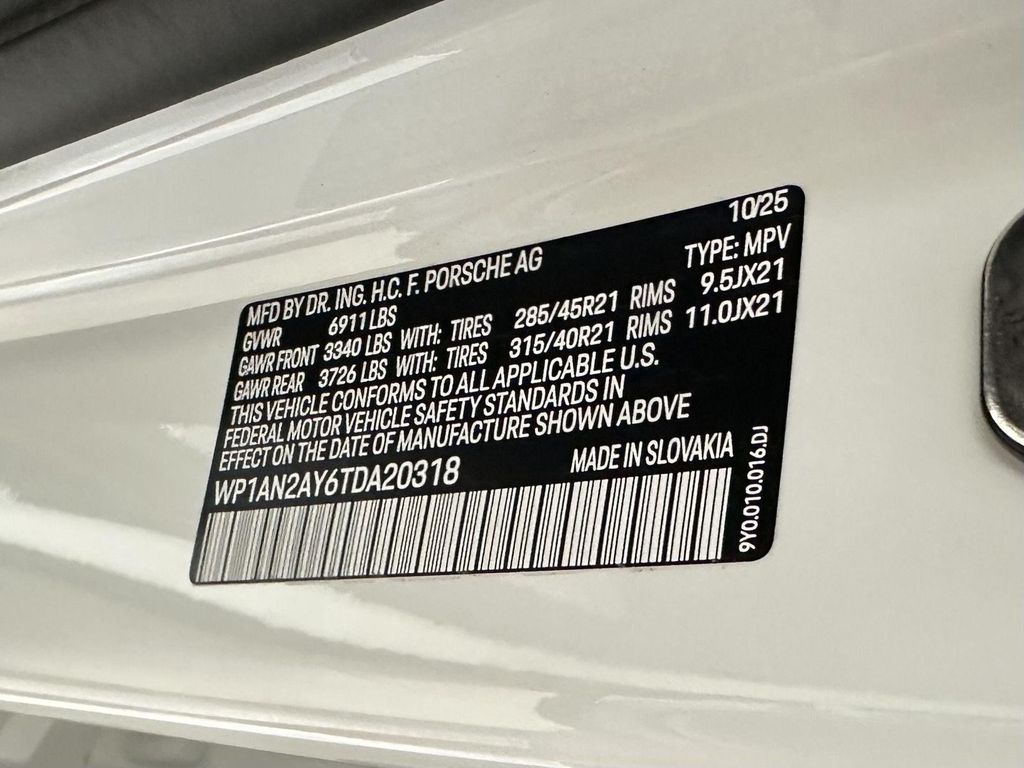 10/25
MFD BY DR. ING. H.C. F. PORSCHE AG TYPE: MPV
GVWR 6911 LBS
GAWR FRONT 3340 LBS WITH: TIRES 285/45R21 RIMS 9.5JX21
GAWR REAR 3726 LBS WITH: TIRES 315/40R21 RIMS 11.0JX21
THIS VEHICLE CONFORMS TO ALL APPLICABLE U.S.
FEDERAL MOTOR VEHICLE SAFETY STANDARDS IN
EFFECT ON THE DATE OF MANUFACTURE SHOWN ABOVE
WP1AN2AY6TDA20318 MADE IN SLOVAKIA
9Y0.010.016.DJ